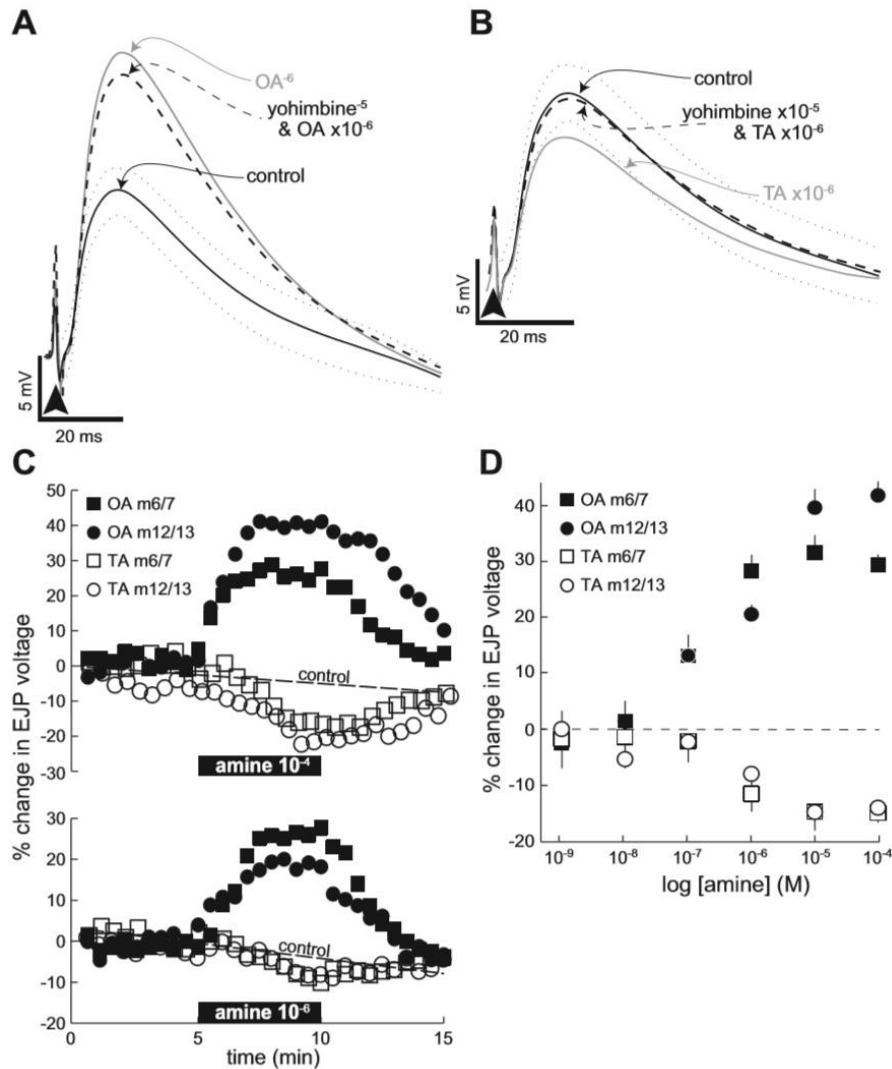 A
OA⁻⁶
yohimbine⁻⁵
& OA x10⁻⁶
control
5 mV
20 ms
B
control
yohimbine x10⁻⁵
& TA x10⁻⁶
TA x10⁻⁶
5 mV
20 ms
C
OA m6/7
OA m12/13
TA m6/7
TA m12/13
50
40
30
20
10
0
-10
-20
-30
control
amine 10⁻⁴
% change in EJP voltage
30
20
10
0
-10
-20
control
amine 10⁻⁶
0 5 10 15
time (min)
D
OA m6/7
OA m12/13
TA m6/7
TA m12/13
% change in EJP voltage
40
30
20
10
0
-10
-20
10⁻⁹ 10⁻⁸ 10⁻⁷ 10⁻⁶ 10⁻⁵ 10⁻⁴
log [amine] (M)